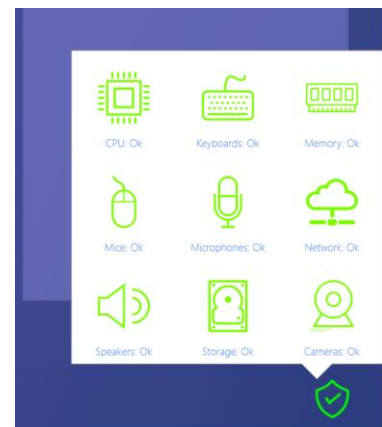 CPU: Ok
Keyboards: Ok
Memory: Ok
Mice: Ok
Microphones: Ok
Network: Ok
Speakers: Ok
Storage: Ok
Cameras: Ok